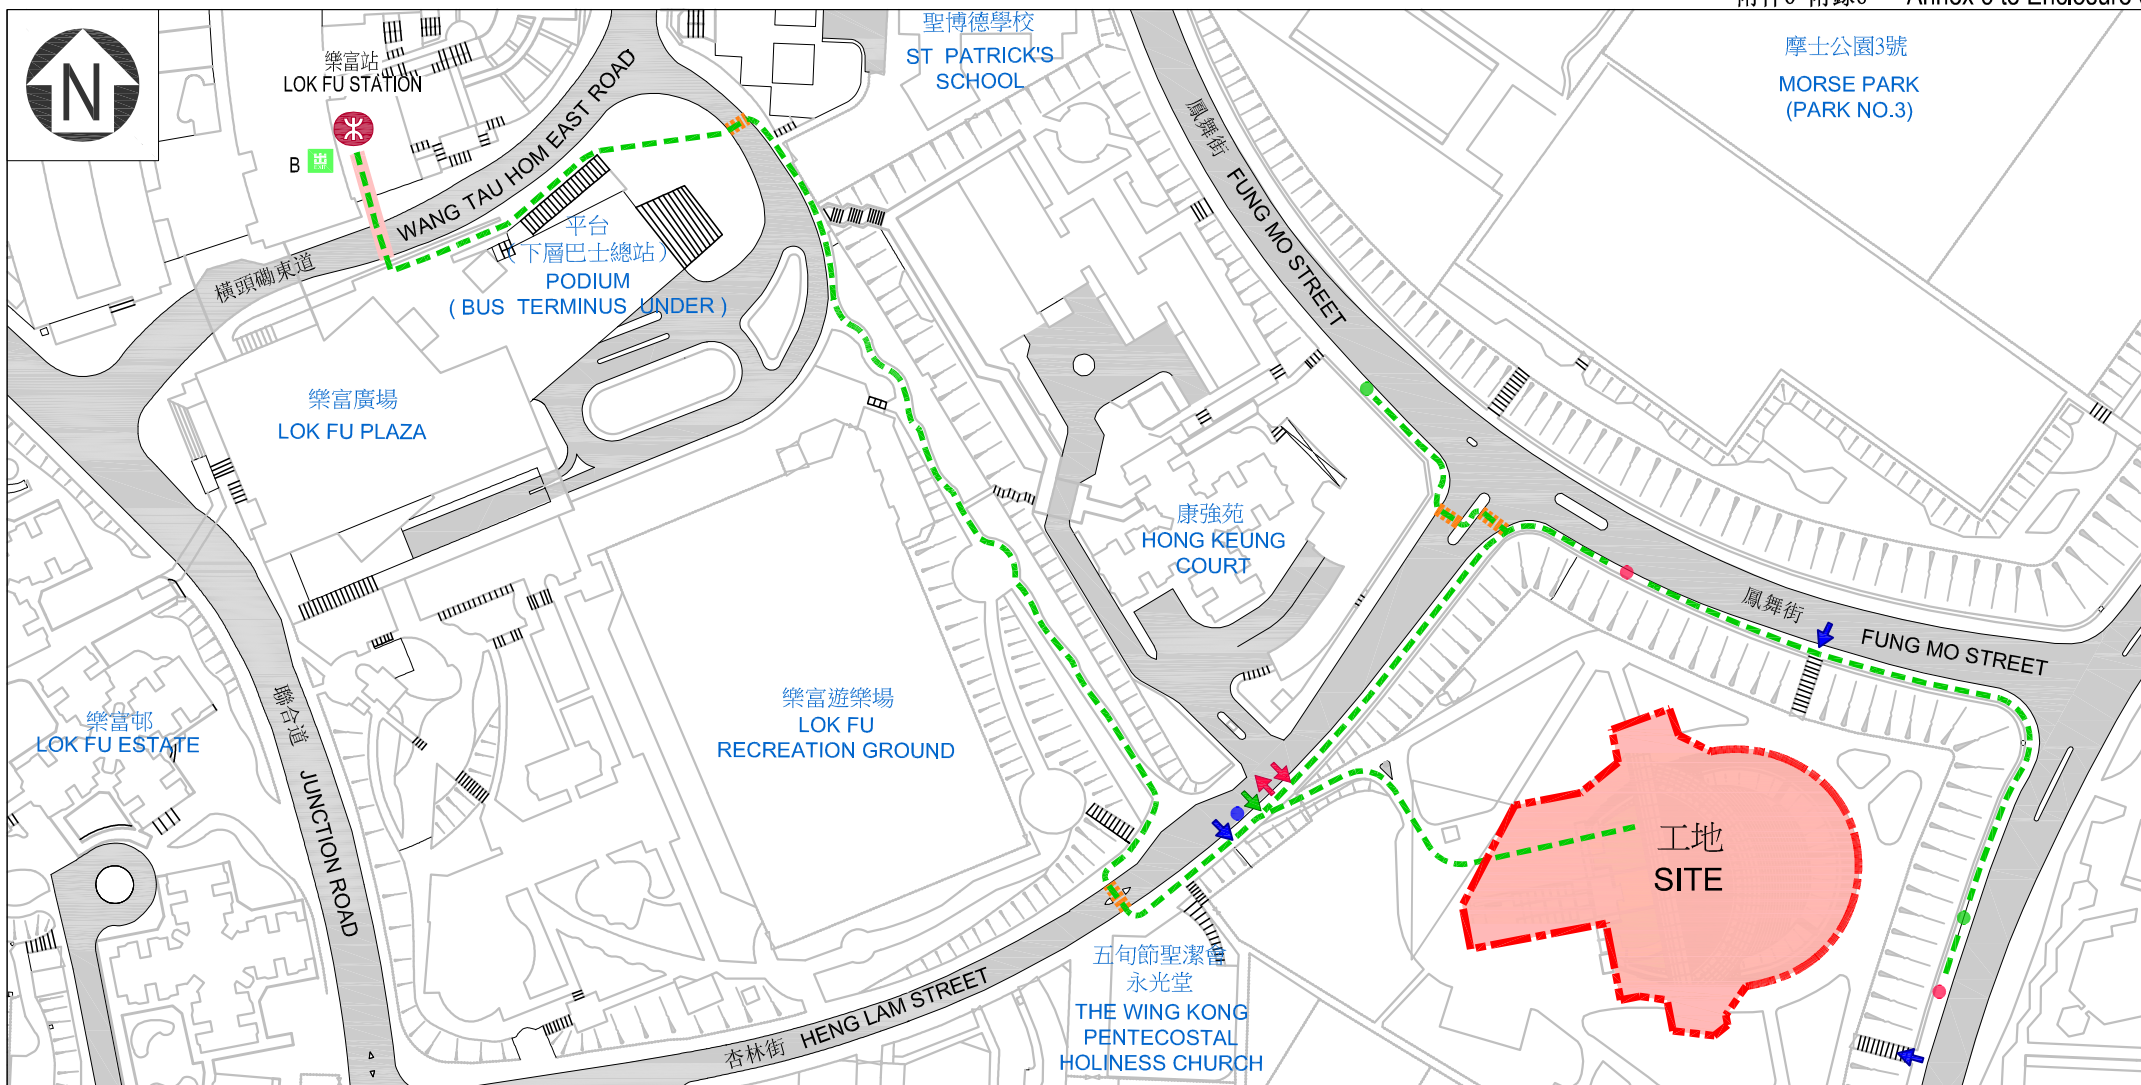 樂富站
LOK FU STATION
B
N
聖博德學校
ST PATRICK'S
SCHOOL
摩士公園3號
MORSE PARK
(PARK NO.3)
WANG TAU HOM EAST ROAD
橫頭磡東道
平台
(下層巴士總站)
PODIUM
( BUS TERMINUS UNDER )
鳳舞街
FUNG MO STREET
樂富廣場
LOK FU PLAZA
康強苑
HONG KEUNG
COURT
鳳舞街
FUNG MO STREET
樂富邨
LOK FU ESTATE
聯合道
JUNCTION ROAD
樂富遊樂場
LOK FU
RECREATION GROUND
工地
SITE
五旬節聖潔會
永光堂
THE WING KONG
PENTECOSTAL
HOLINESS CHURCH
杏林街
HENG LAM STREET